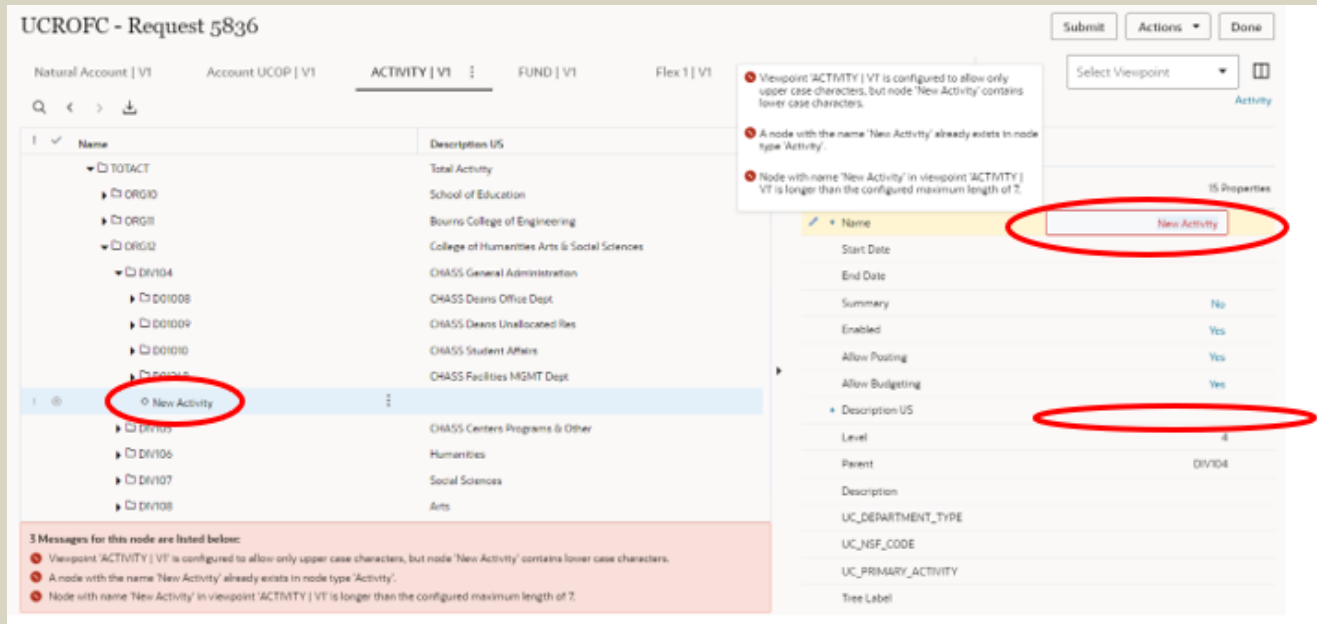 UCROFC - Request 5836
Submit
Actions
Done
Natural Account | V1
Account UCOP | V1
ACTIVITY | V1
FUND | V1
Flex 1 | V1
Select Viewpoint
Activity
Viewpoint 'ACTIVITY | V1' is configured to allow only
upper case characters, but node 'New Activity' contains
lower case characters.
A node with the name 'New Activity' already exists in node
type 'Activity'.
Node with name 'New Activity' in viewpoint 'ACTIVITY |
V1' is longer than the configured maximum length of 7.
Name Description US
TOTACT Total Activity
ORG10 School of Education
ORG11 Bourns College of Engineering
ORG12 College of Humanities Arts & Social Sciences
DIV104 CHASS General Administration
D01008 CHASS Deans Office Dept
D01009 CHASS Deans Unallocated Res
D01010 CHASS Student Affairs
CHASS Facilities MGMT Dept
New Activity
DIV105 CHASS Centers Programs & Other
DIV106 Humanities
DIV107 Social Sciences
DIV108 Arts
3 Messages for this node are listed below:
Viewpoint 'ACTIVITY | V1' is configured to allow only upper case characters, but node 'New Activity' contains lower case characters.
A node with the name 'New Activity' already exists in node type 'Activity'.
Node with name 'New Activity' in viewpoint 'ACTIVITY | V1' is longer than the configured maximum length of 7.
15 Properties
Name New Activity
Start Date
End Date
Summary No
Enabled Yes
Allow Posting Yes
Allow Budgeting Yes
Description US
Level 4
Parent DIV104
Description
UC_DEPARTMENT_TYPE
UC_NSF_CODE
UC_PRIMARY_ACTIVITY
Tree Label